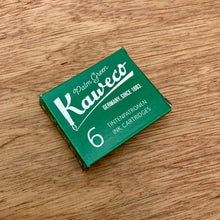 Palm Green
Kaweco
GERMANY, SINCE 1883.
6
TINTENPATRONEN
INK CARTRIDGES